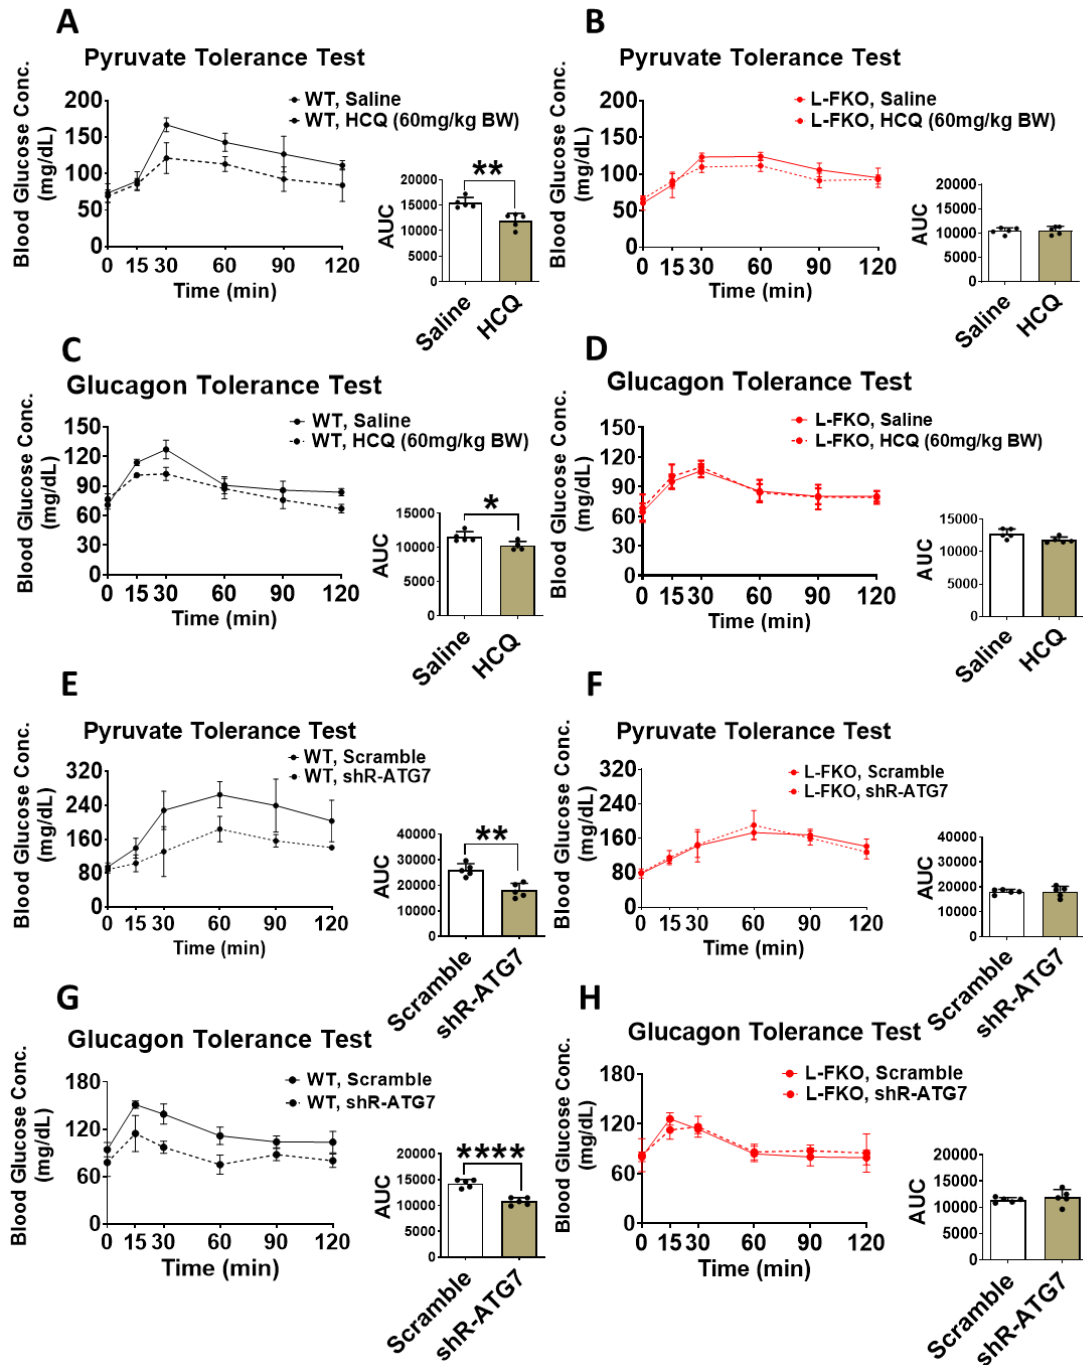 A
Pyruvate Tolerance Test
WT, Saline
WT, HCQ (60mg/kg BW)
Blood Glucose Conc.
(mg/dL)
200
150
100
50
0
0 15 30 60 90 120
Time (min)
**
AUC
20000
15000
10000
5000
0
Saline
HCQ
B
Pyruvate Tolerance Test
L-FKO, Saline
L-FKO, HCQ (60mg/kg BW)
Blood Glucose Conc.
(mg/dL)
200
150
100
50
0
0 15 30 60 90 120
Time (min)
AUC
20000
15000
10000
5000
0
Saline
HCQ
C
Glucagon Tolerance Test
WT, Saline
WT, HCQ (60mg/kg BW)
Blood Glucose Conc.
(mg/dL)
150
120
90
60
30
0
0 15 30 60 90 120
Time (min)
*
AUC
15000
10000
5000
0
Saline
HCQ
D
Glucagon Tolerance Test
L-FKO, Saline
L-FKO, HCQ (60mg/kg BW)
Blood Glucose Conc.
(mg/dL)
150
120
90
60
30
0
0 15 30 60 90 120
Time (min)
AUC
15000
10000
5000
0
Saline
HCQ
E
Pyruvate Tolerance Test
WT, Scramble
WT, shR-ATG7
Blood Glucose Conc.
(mg/dL)
320
240
160
80
0
0 15 30 60 90 120
Time (min)
**
AUC
40000
30000
20000
10000
0
Scramble
shR-ATG7
F
Pyruvate Tolerance Test
L-FKO, Scramble
L-FKO, shR-ATG7
Blood Glucose Conc.
(mg/dL)
320
240
160
80
0
0 15 30 60 90 120
Time (min)
AUC
40000
30000
20000
10000
0
Scramble
shR-ATG7
G
Glucagon Tolerance Test
WT, Scramble
WT, shR-ATG7
Blood Glucose Conc.
(mg/dL)
180
120
60
0
0 15 30 60 90 120
Time (min)
****
AUC
20000
15000
10000
5000
0
Scramble
shR-ATG7
H
Glucagon Tolerance Test
L-FKO, Scramble
L-FKO, shR-ATG7
Blood Glucose Conc.
(mg/dL)
180
120
60
0
0 15 30 60 90 120
Time (min)
AUC
20000
15000
10000
5000
0
Scramble
shR-ATG7